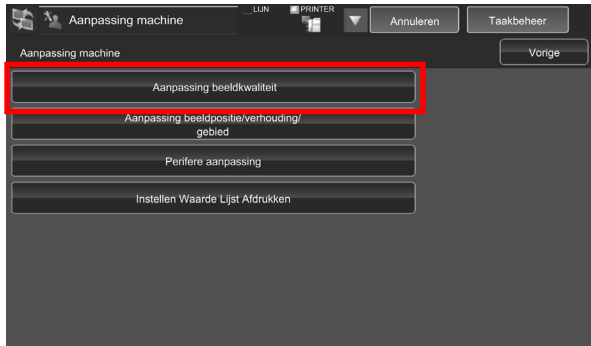 Aanpassing machine
LIJN
PRINTER
Annuleren
Taakbeheer
Aanpassing machine
Vorige
Aanpassing beeldkwaliteit
Aanpassing beeldpositie/verhouding/
gebied
Perifere aanpassing
Instellen Waarde Lijst Afdrukken